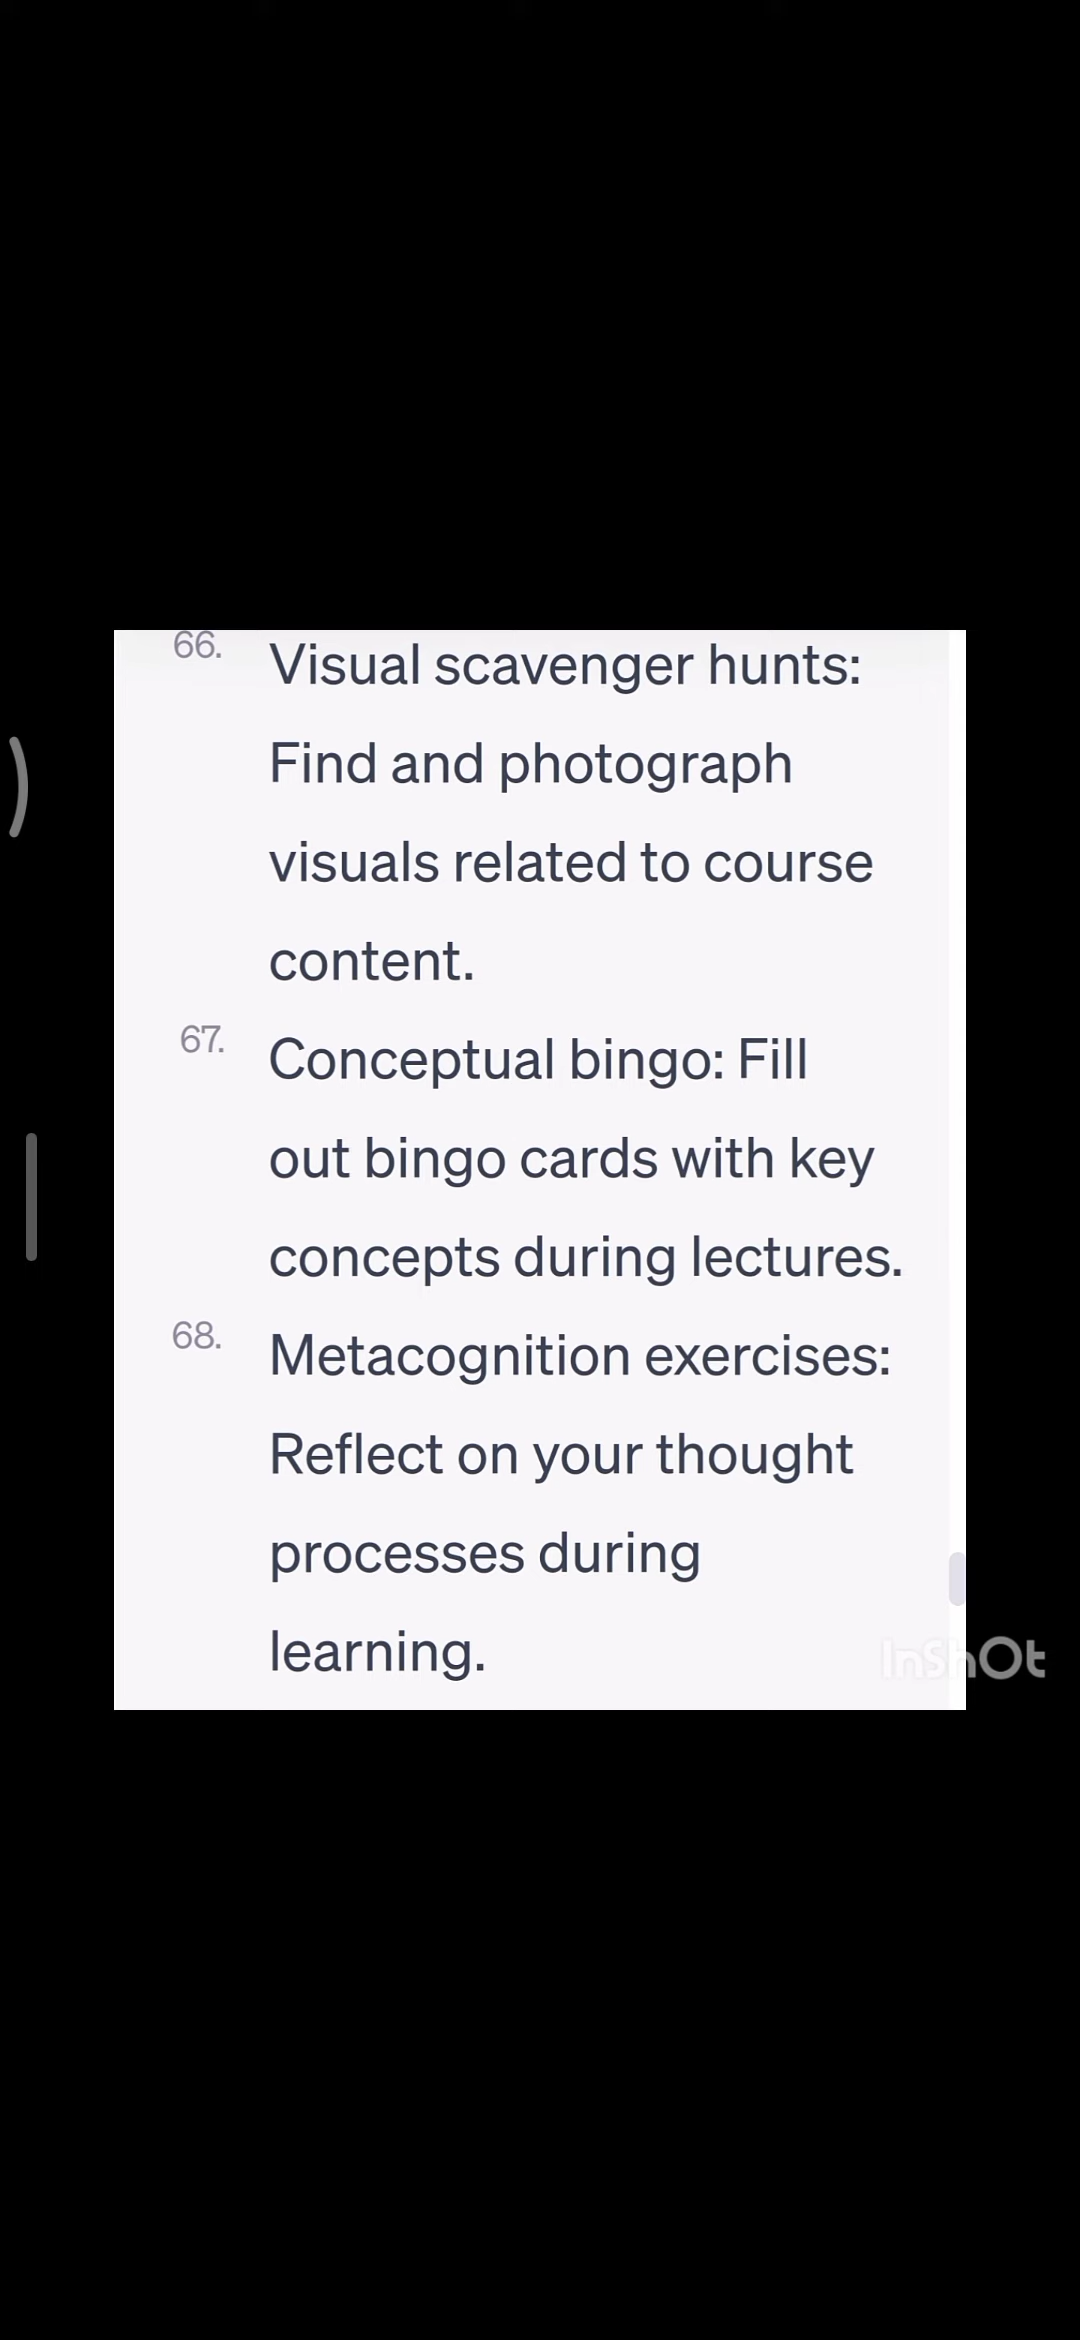 66. Visual scavenger hunts:
Find and photograph
visuals related to course
content.
67. Conceptual bingo: Fill
out bingo cards with key
concepts during lectures.
68. Metacognition exercises:
Reflect on your thought
processes during
learning.
InShOt